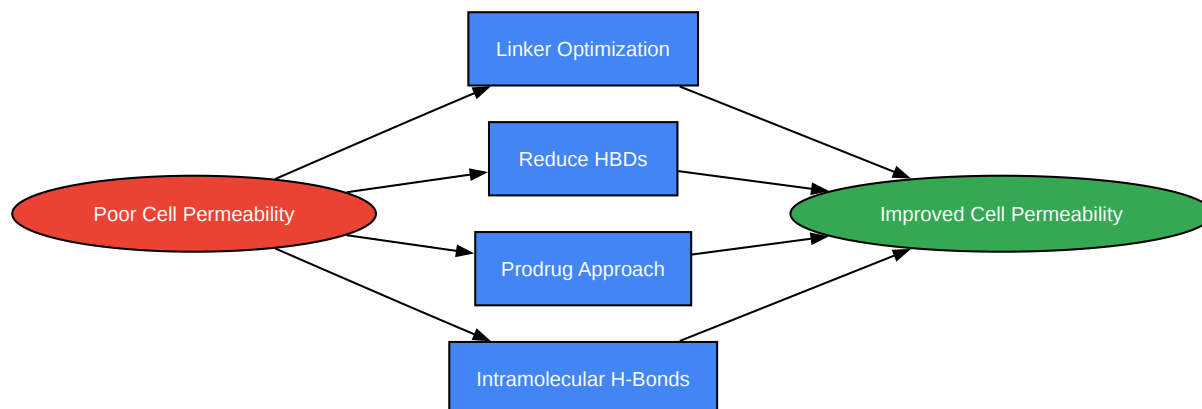 Linker Optimization
Reduce HBDs
Poor Cell Permeability
Improved Cell Permeability
Prodrug Approach
Intramolecular H-Bonds